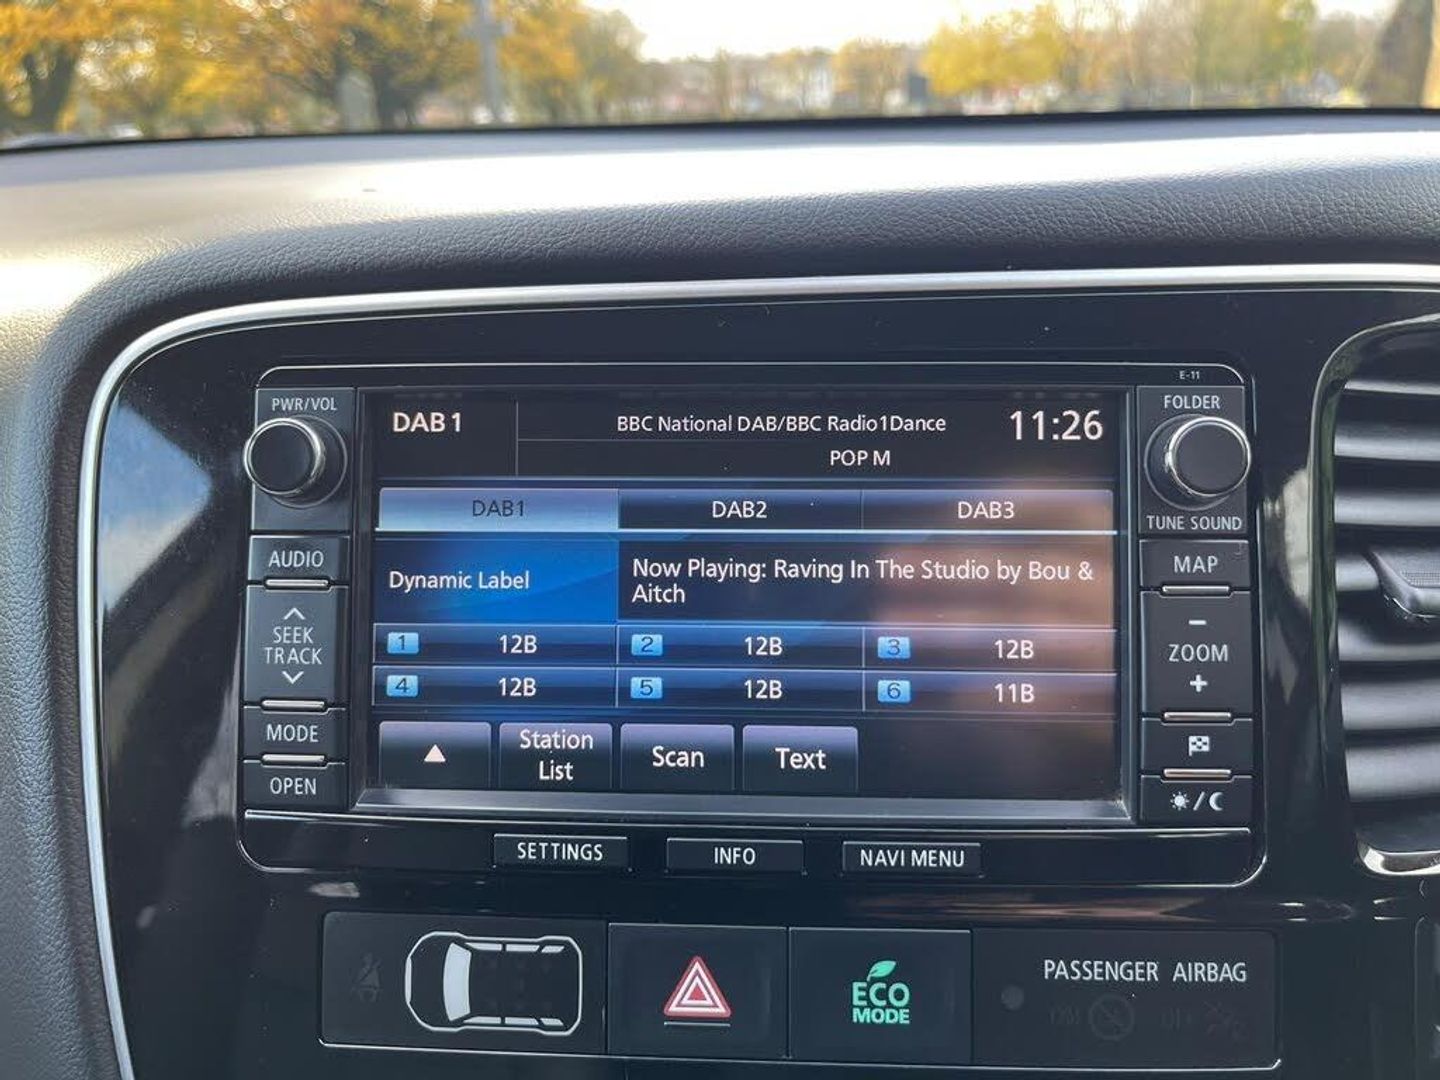 E-11
PWR/VOL
FOLDER
DAB 1
BBC National DAB/BBC Radio1Dance
11:26
POP M
TUNE SOUND
DAB1
DAB2
DAB3
AUDIO
MAP
Dynamic Label
Now Playing: Raving In The Studio by Bou &
Aitch
SEEK
TRACK
- ZOOM +
1 12B
2 12B
3 12B
4 12B
5 12B
6 11B
MODE
Station
List
Scan
Text
OPEN
SETTINGS
INFO
NAVI MENU
ECO
MODE
PASSENGER AIRBAG